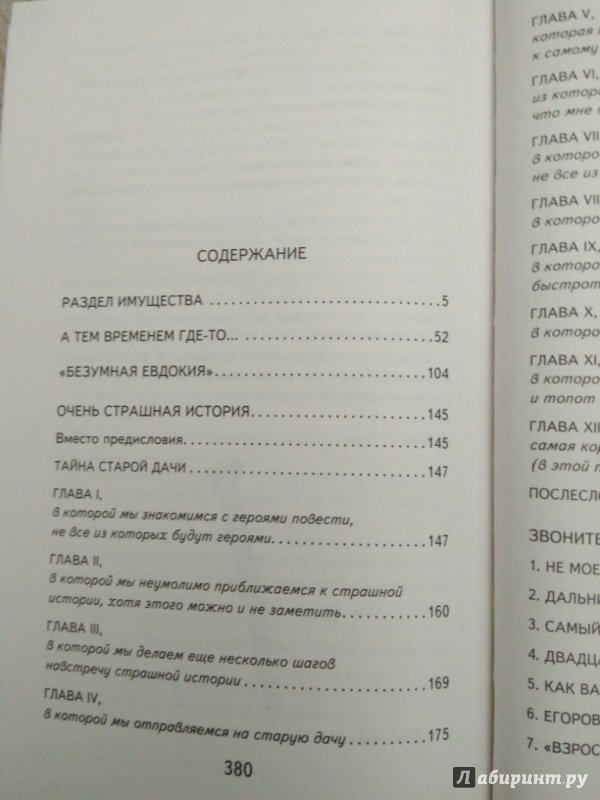 СОДЕРЖАНИЕ
РАЗДЕЛ ИМУЩЕСТВА 5
А ТЕМ ВРЕМЕНЕМ ГДЕ-ТО... 52
«БЕЗУМНАЯ ЕВДОКИЯ» 104
ОЧЕНЬ СТРАШНАЯ ИСТОРИЯ 145
Вместо предисловия 145
ТАЙНА СТАРОЙ ДАЧИ 147
ГЛАВА I,
в которой мы знакомимся с героями повести,
не все из которых будут героями 147
ГЛАВА II,
в которой мы неумолимо приближаемся к страшной
истории, хотя этого можно и не заметить 160
ГЛАВА III,
в которой мы делаем еще несколько шагов
навстречу страшной истории 169
ГЛАВА IV,
в которой мы отправляемся на старую дачу 175
380
ГЛАВА V,
которая
к самому
ГЛАВА VI,
из которо
что мне
ГЛАВА VII
в которо
не все из
ГЛАВА VII
в которо
ГЛАВА IX,
в которо
быстрот
ГЛАВА X,
в которо
ГЛАВА XI,
в которо
и топот
ГЛАВА XII
самая кор
(в этой
ПОСЛЕСЛО
ЗВОНИТЕ
1. НЕ МОЕ
2. ДАЛЬНИ
3. САМЫЙ
4. ДВАДЦА
5. КАК ВА
6. ЕГОРОВ
7. «ВЗРОС
Лабиринт.ру